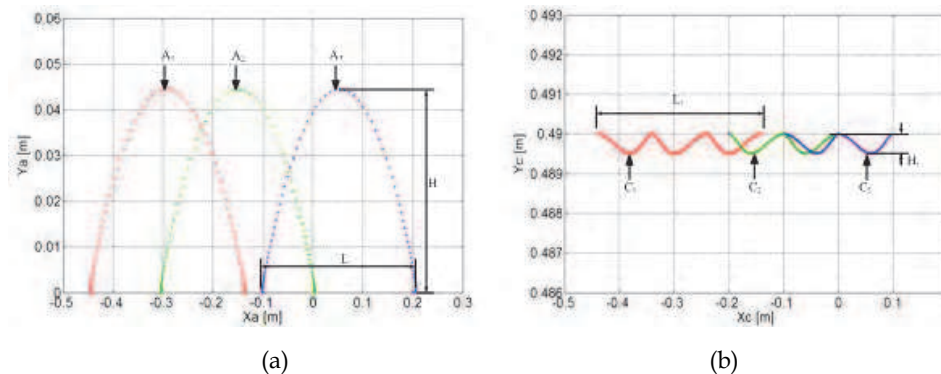 0.06
0.05
0.04
0.03
0.02
0.01
0
Ya [m]
-0.5 -0.4 -0.3 -0.2 -0.1 0 0.1 0.2 0.3
Xa [m]
A₁ A₂ A₃
H
L
(a)
0.493
0.492
0.491
0.49
0.489
0.488
0.487
0.486
Yc [m]
-0.5 -0.4 -0.3 -0.2 -0.1 0 0.1
Xc [m]
C₁ C₂ C₃
(b)